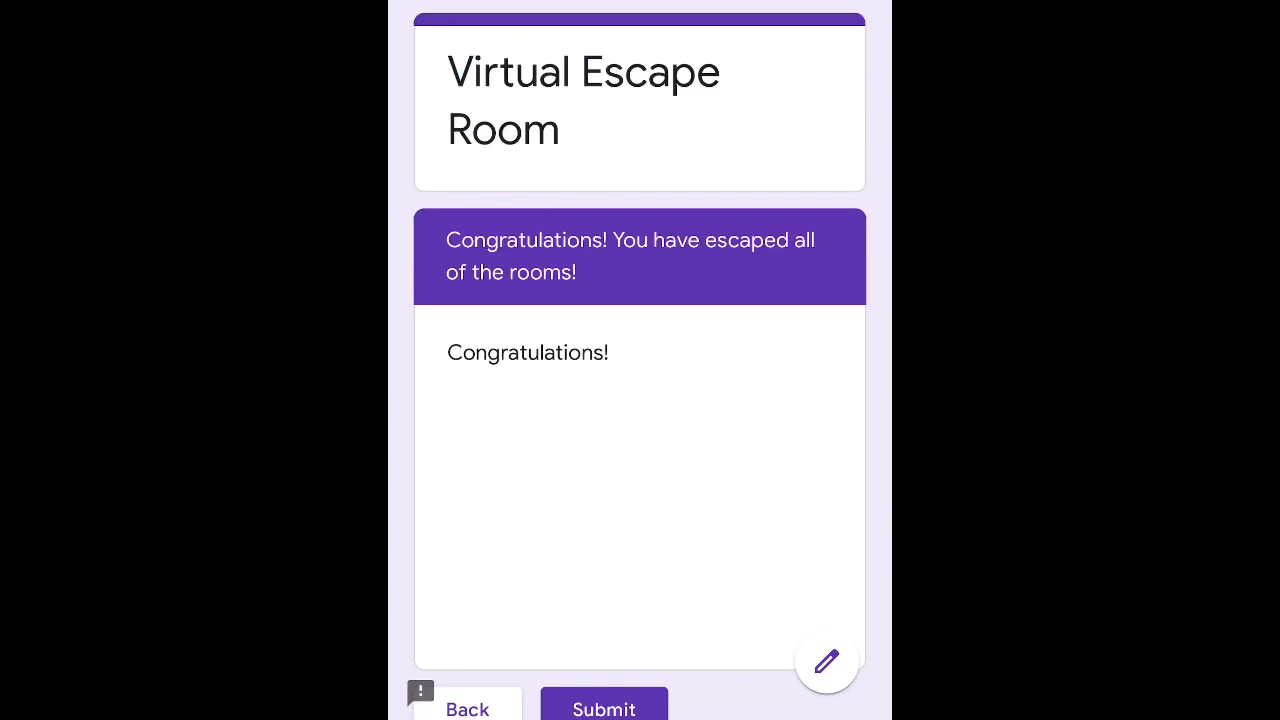 Virtual Escape
Room
Congratulations! You have escaped all
of the rooms!
Congratulations!
!
Back
Submit